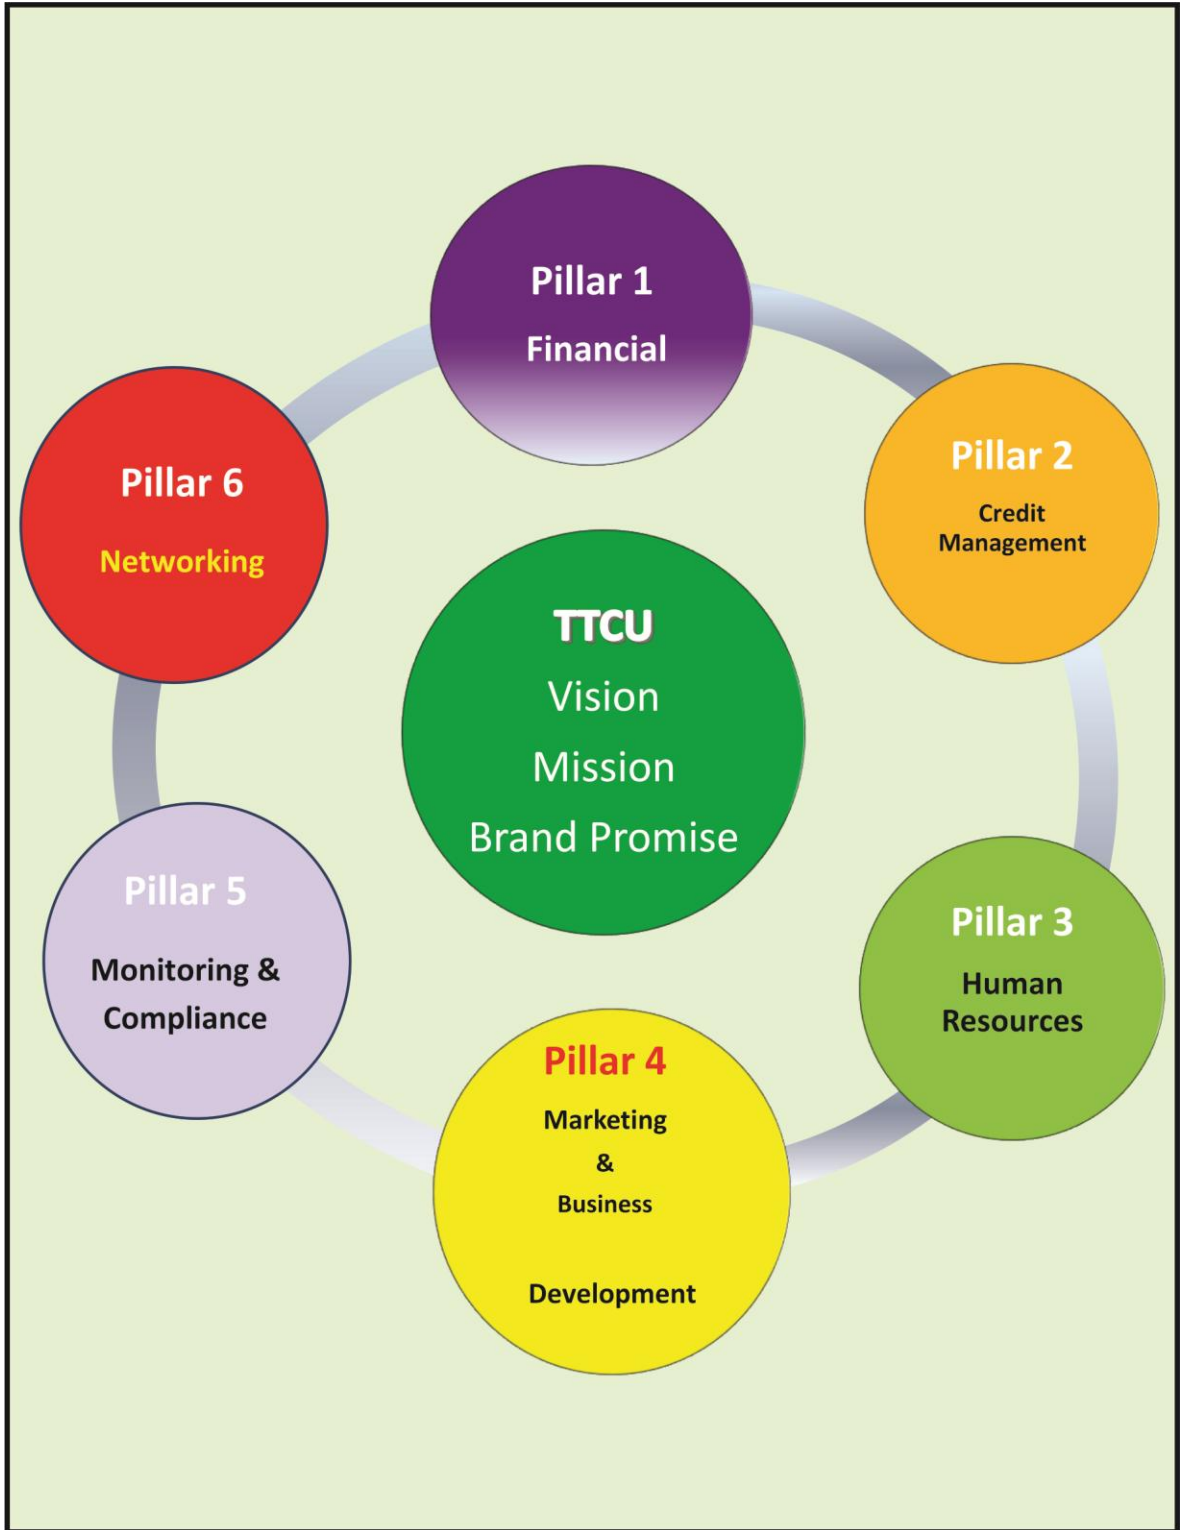 Pillar 1
Financial
Pillar 2
Credit
Management
Pillar 3
Human
Resources
Pillar 4
Marketing
&
Business
Development
Pillar 5
Monitoring &
Compliance
Pillar 6
Networking
TTCU
Vision
Mission
Brand Promise